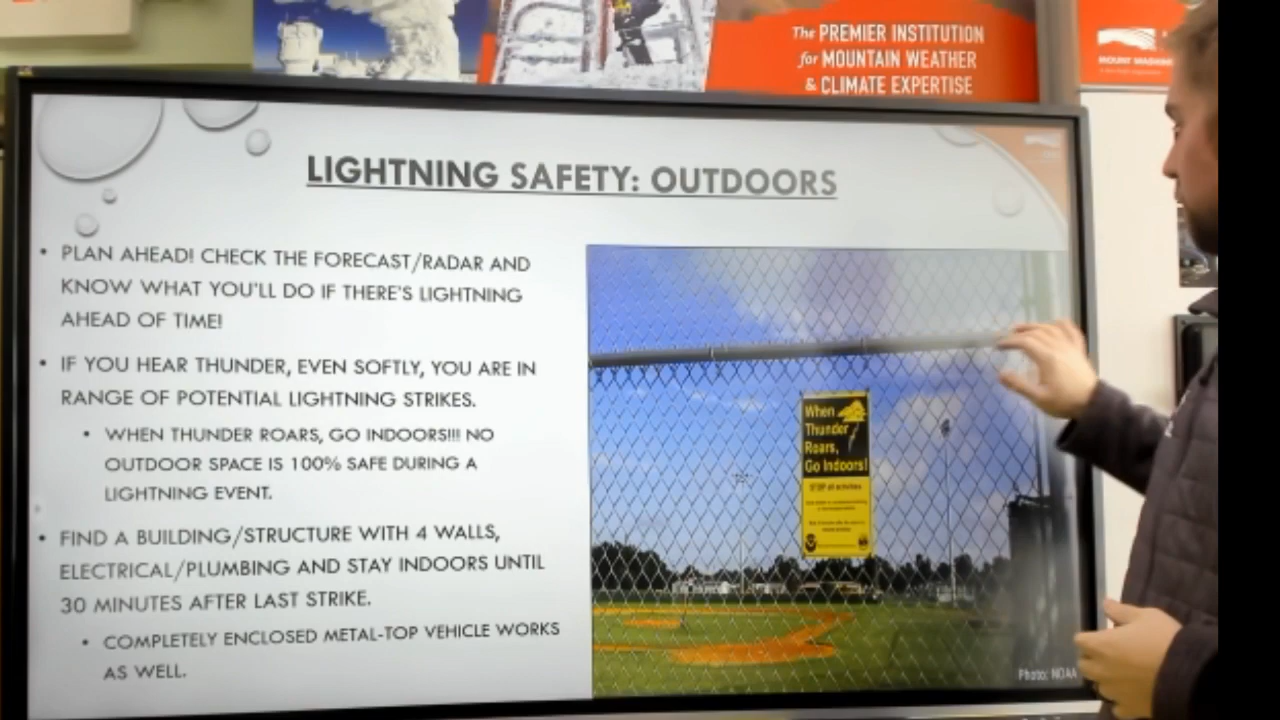 The PREMIER INSTITUTION
for MOUNTAIN WEATHER
& CLIMATE EXPERTISE
MOUNT
LIGHTNING SAFETY: OUTDOORS
• PLAN AHEAD! CHECK THE FORECAST/RADAR AND
KNOW WHAT YOU'LL DO IF THERE'S LIGHTNING
AHEAD OF TIME!
• IF YOU HEAR THUNDER, EVEN SOFTLY, YOU ARE IN
RANGE OF POTENTIAL LIGHTNING STRIKES.
• WHEN THUNDER ROARS, GO INDOORS!!! NO
OUTDOOR SPACE IS 100% SAFE DURING A
LIGHTNING EVENT.
• FIND A BUILDING/STRUCTURE WITH 4 WALLS,
ELECTRICAL/PLUMBING AND STAY INDOORS UNTIL
30 MINUTES AFTER LAST STRIKE.
• COMPLETELY ENCLOSED METAL-TOP VEHICLE WORKS
AS WELL.
When
Thunder
Roars,
Go Indoors!
STOP all activities
Photo: NOAA